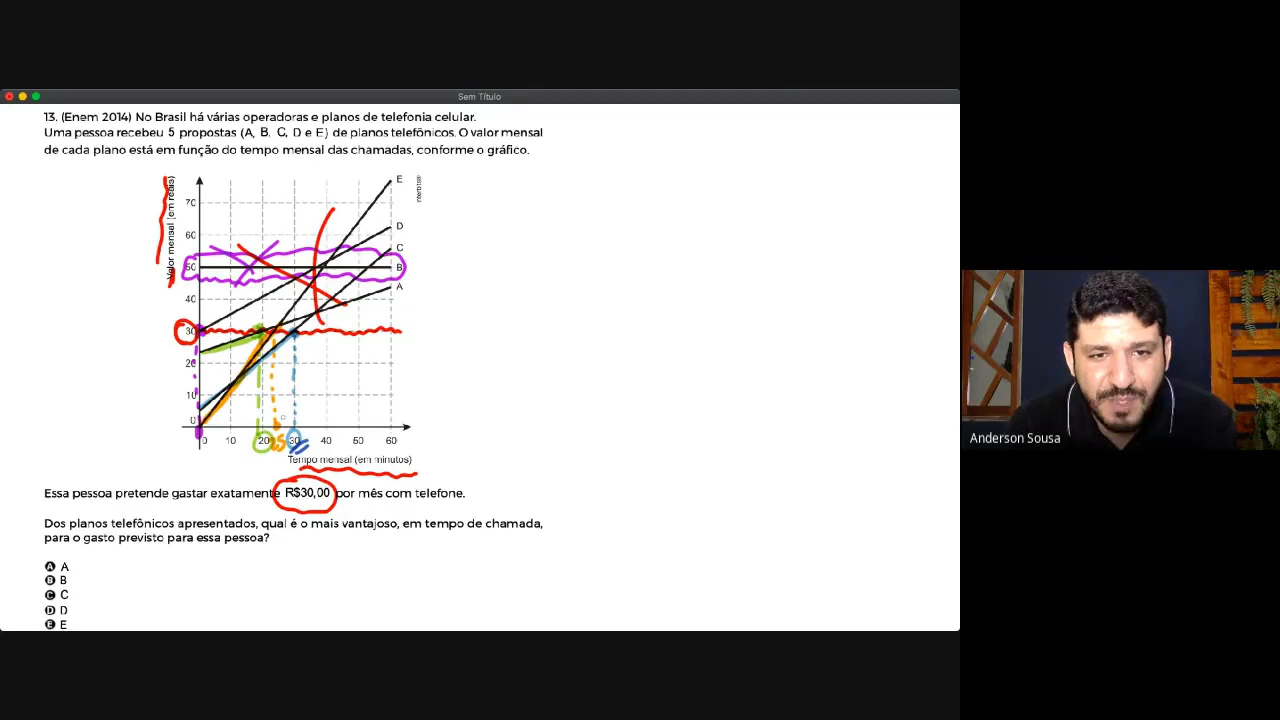 Sem Título
13. (Enem 2014) No Brasil há várias operadoras e planos de telefonia celular.
Uma pessoa recebeu 5 propostas (A, B, C, D e E) de planos telefônicos. O valor mensal
de cada plano está em função do tempo mensal das chamadas, conforme o gráfico.
Valor mensal (em reais)
70
60
50
40
30
20
10
0
E
D
C
B
A
0 10 20 30 40 50 60
Tempo mensal (em minutos)
Essa pessoa pretende gastar exatamente R$30,00 por mês com telefone.
Dos planos telefônicos apresentados, qual é o mais vantajoso, em tempo de chamada,
para o gasto previsto para essa pessoa?
A A
B B
C C
D D
E E
Anderson Sousa